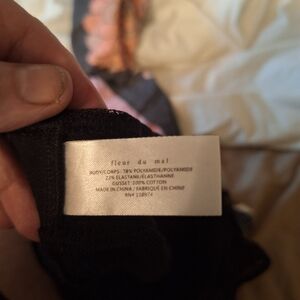 fleur du mal
BODY/CORPS: 78% POLYAMIDE/POLYAMIDE
22% ELASTANE/ELASTHANNE
GUSSET: 100% COTTON
MADE IN CHINA / FABRIQUÉ EN CHINE
RN# 138974